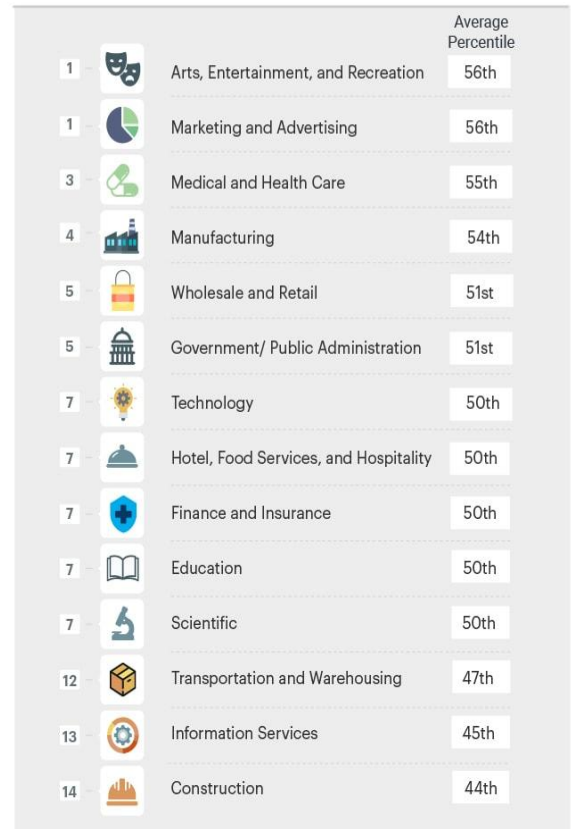 Average
Percentile
1 Arts, Entertainment, and Recreation 56th
1 Marketing and Advertising 56th
3 Medical and Health Care 55th
4 Manufacturing 54th
5 Wholesale and Retail 51st
5 Government/ Public Administration 51st
7 Technology 50th
7 Hotel, Food Services, and Hospitality 50th
7 Finance and Insurance 50th
7 Education 50th
7 Scientific 50th
12 Transportation and Warehousing 47th
13 Information Services 45th
14 Construction 44th